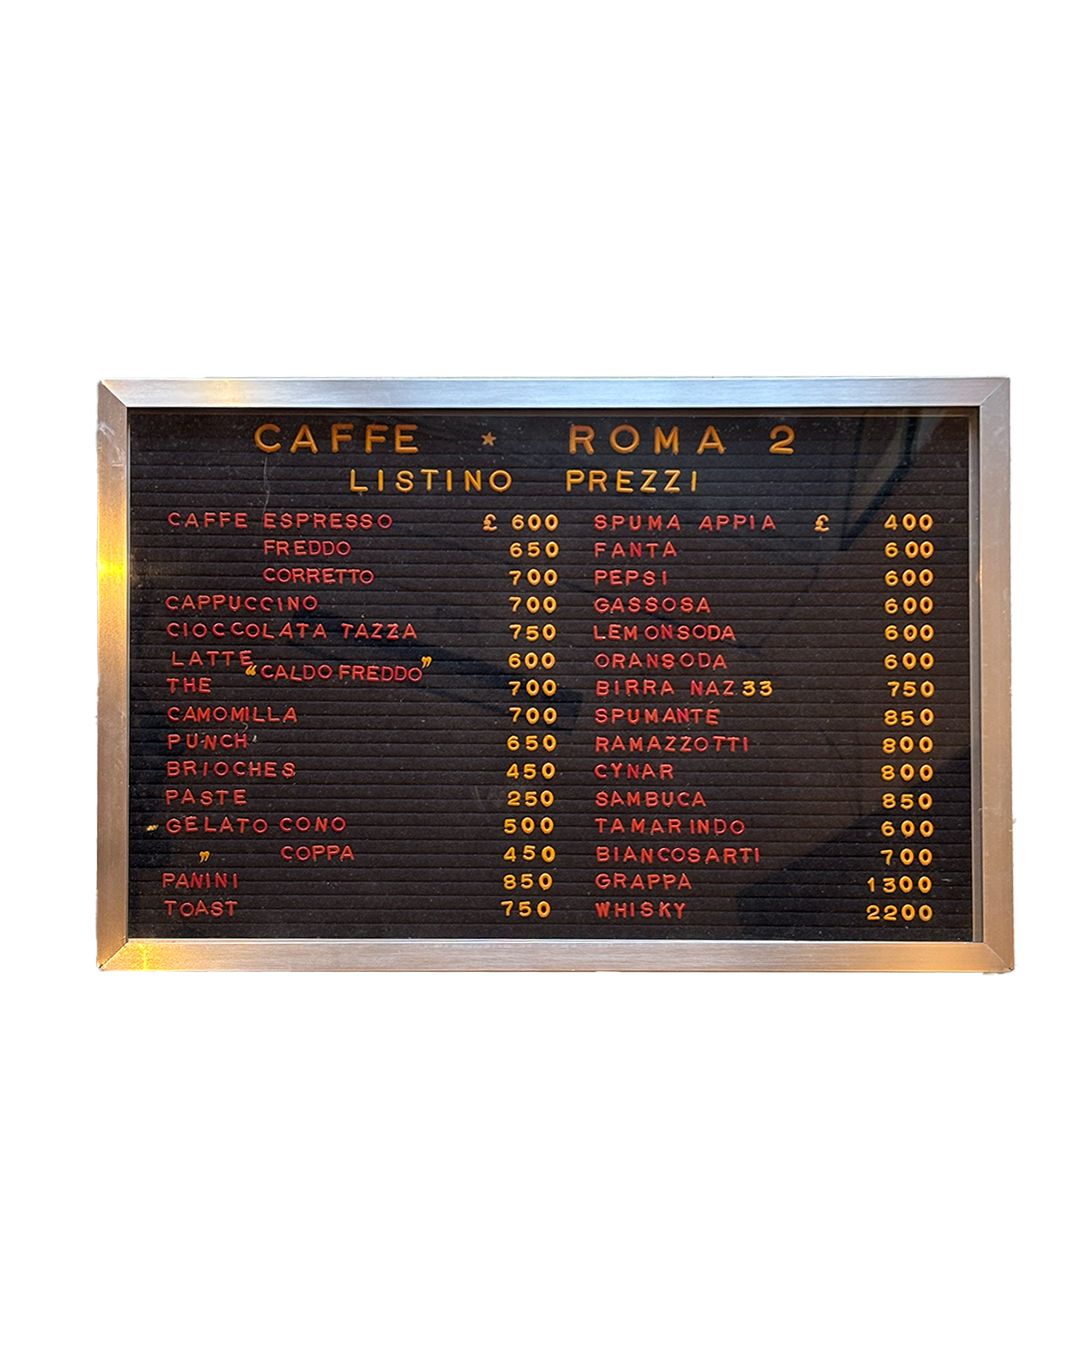 CAFFE ★ ROMA 2
LISTINO PREZZI
CAFFE ESPRESSO £ 600
FREDDO 650
CORRETTO 700
CAPPUCCINO 700
CIOCCOLATA TAZZA 750
LATTE 600
"CALDO FREDDO"
THE 700
CAMOMILLA 700
PUNCH 650
BRIOCHES 450
PASTE 250
GELATO CONO 500
" COPPA 450
PANINI 850
TOAST 750
SPUMA APPIA £ 400
FANTA 600
PEPSI 600
GASSOSA 600
LEMONSODA 600
ORANSODA 600
BIRRA NAZ 33 750
SPUMANTE 850
RAMAZZOTTI 800
CYNAR 800
SAMBUCA 850
TAMARINDO 600
BIANCOSARTI 700
GRAPPA 1300
WHISKY 2200